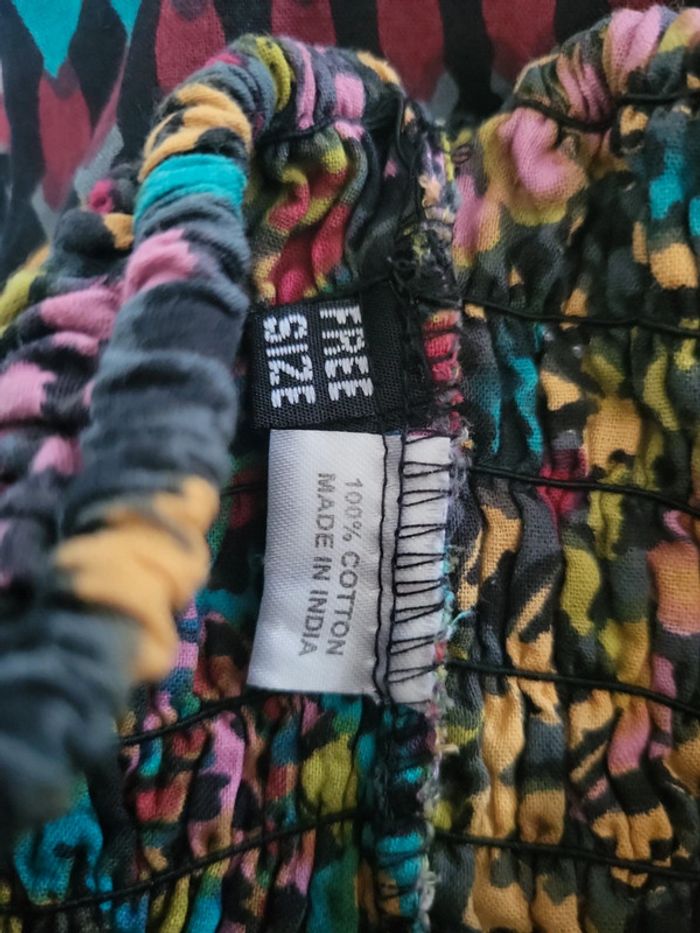 FREE
SIZE
100% COTTON
MADE IN INDIA